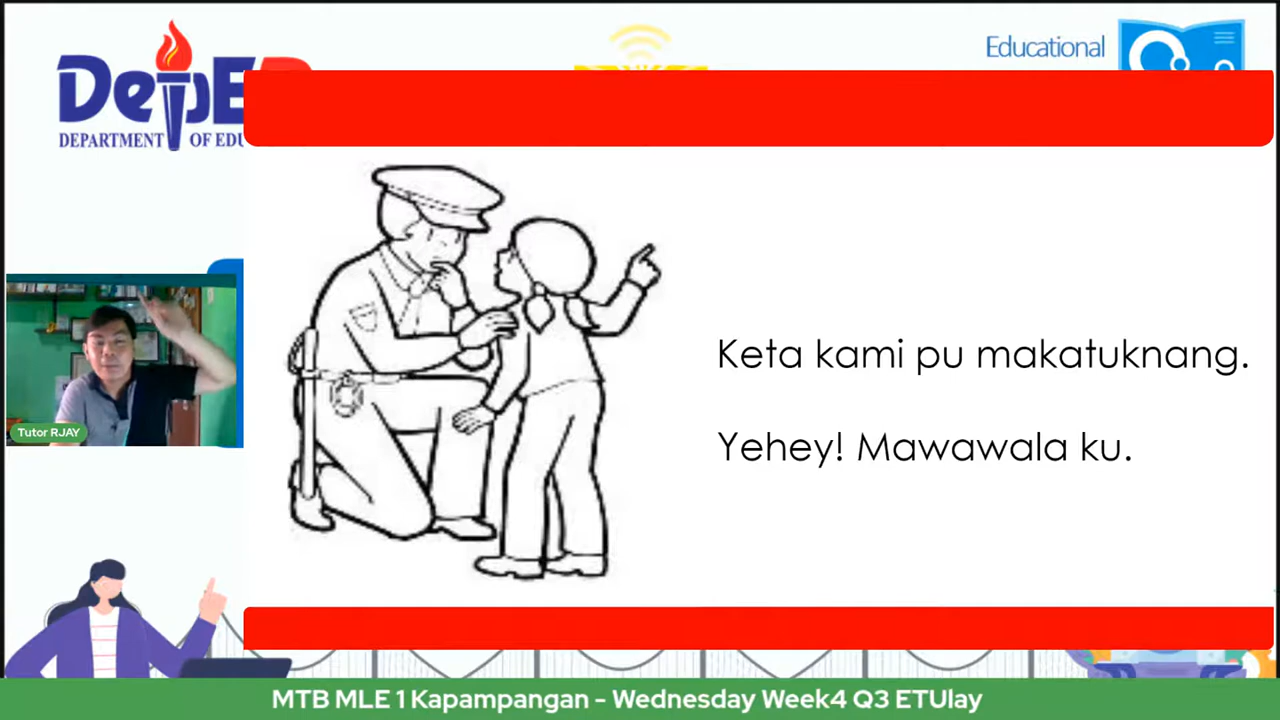 DepED
DEPARTMENT OF EDU
Educational
Keta kami pu makatuknang.
Yehey! Mawawala ku.
Tutor RJAY
MTB MLE 1 Kapampangan - Wednesday Week4 Q3 ETUlay